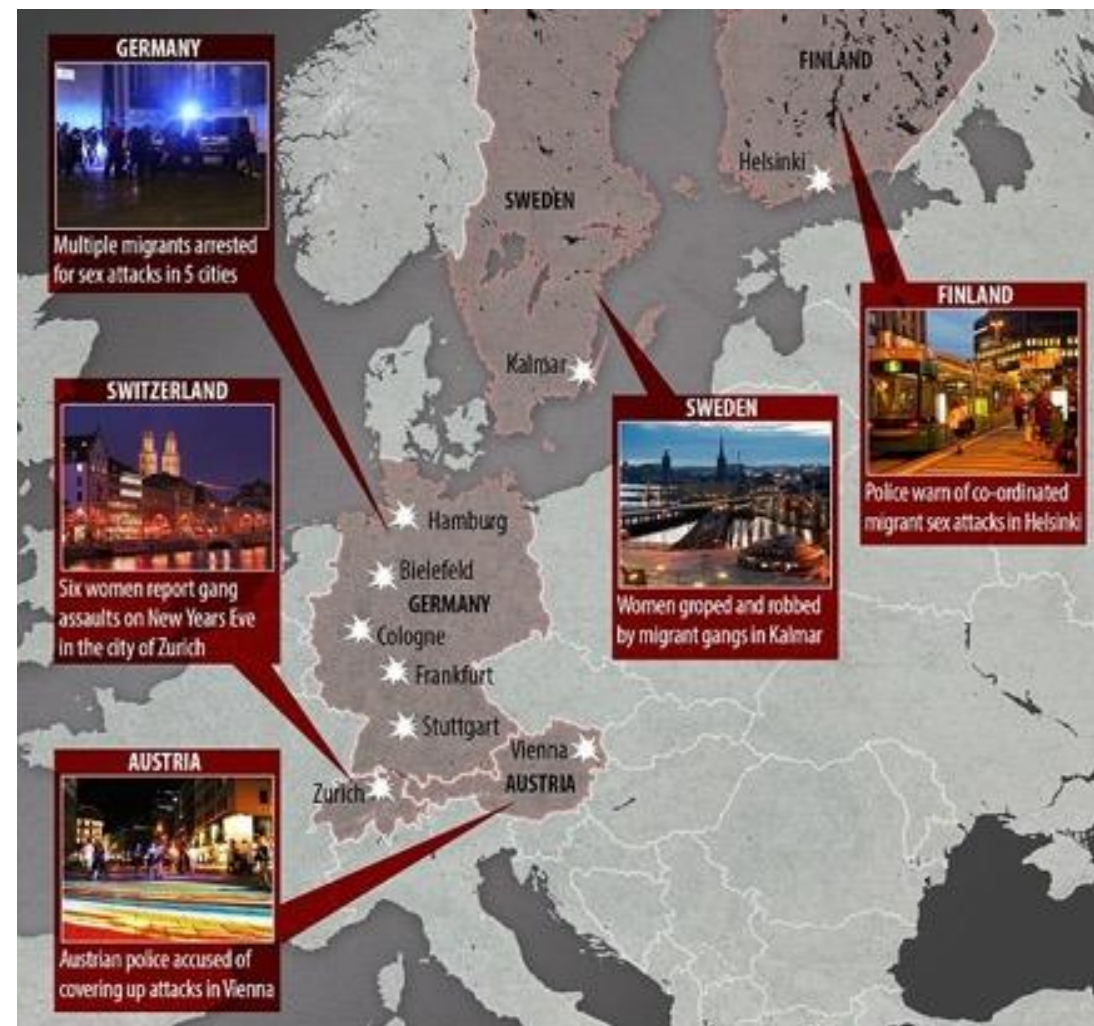 GERMANY
Multiple migrants arrested
for sex attacks in 5 cities
SWITZERLAND
Six women report gang
assaults on New Years Eve
in the city of Zurich
AUSTRIA
Austrian police accused of
covering up attacks in Vienna
SWEDEN
Women groped and robbed
by migrant gangs in Kalmar
FINLAND
Police warn of co-ordinated
migrant sex attacks in Helsinki
FINLAND
Helsinki
SWEDEN
Kalmar
Hamburg
Bielefeld
GERMANY
Cologne
Frankfurt
Stuttgart
Vienna
AUSTRIA
Zurich